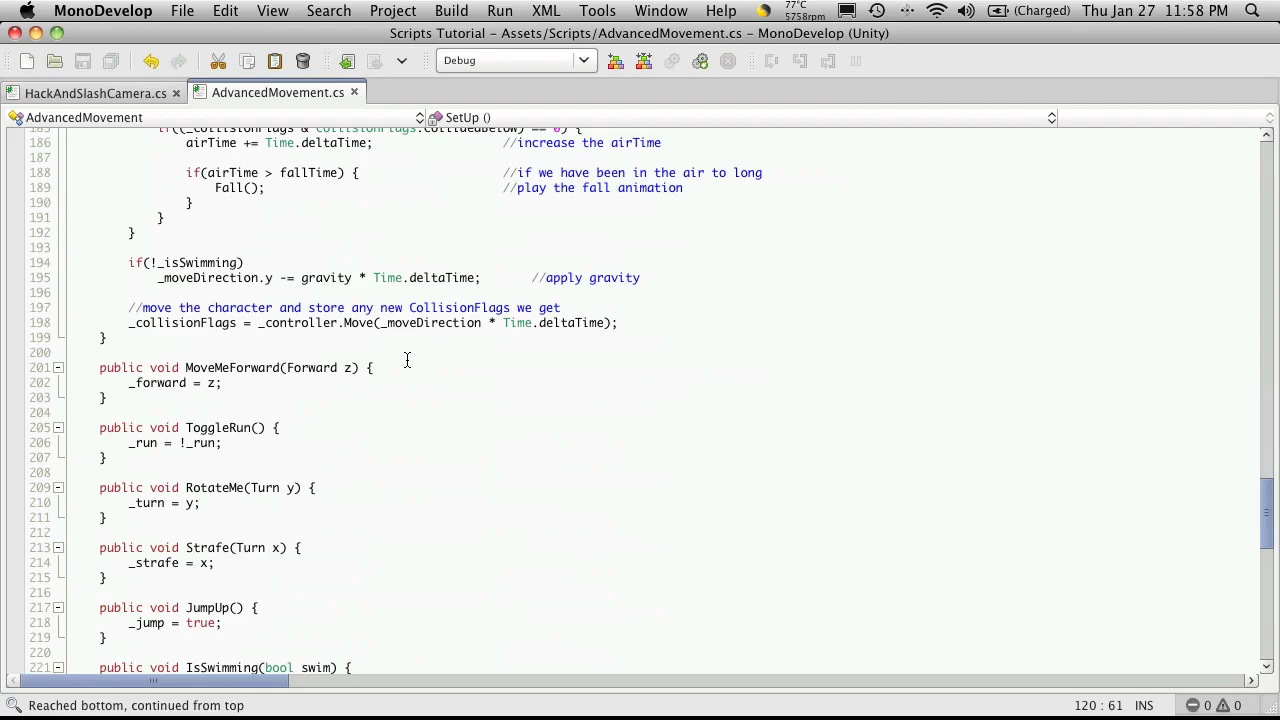 MonoDevelop File Edit View Search Project Build Run XML Tools Window Help 77°C 5758rpm (Charged) Thu Jan 27 11:58 PM
Scripts Tutorial - Assets/Scripts/AdvancedMovement.cs - MonoDevelop (Unity)
Debug
HackAndSlashCamera.cs AdvancedMovement.cs
AdvancedMovement SetUp ()
185 if((_collisionFlags & CollisionFlags.CollidedBelow) == 0) {
186 airTime += Time.deltaTime; //increase the airTime
187
188 if(airTime > fallTime) { //if we have been in the air to long
189 Fall(); //play the fall animation
190 }
191 }
192 }
193
194 if(!_isSwimming)
195 _moveDirection.y -= gravity * Time.deltaTime; //apply gravity
196
197 //move the character and store any new CollisionFlags we get
198 _collisionFlags = _controller.Move(_moveDirection * Time.deltaTime);
199 }
200
201 public void MoveMeForward(Forward z) {
202 _forward = z;
203 }
204
205 public void ToggleRun() {
206 _run = !_run;
207 }
208
209 public void RotateMe(Turn y) {
210 _turn = y;
211 }
212
213 public void Strafe(Turn x) {
214 _strafe = x;
215 }
216
217 public void JumpUp() {
218 _jump = true;
219 }
220
221 public void IsSwimming(bool swim) {
Reached bottom, continued from top 120 : 61 INS 0 0